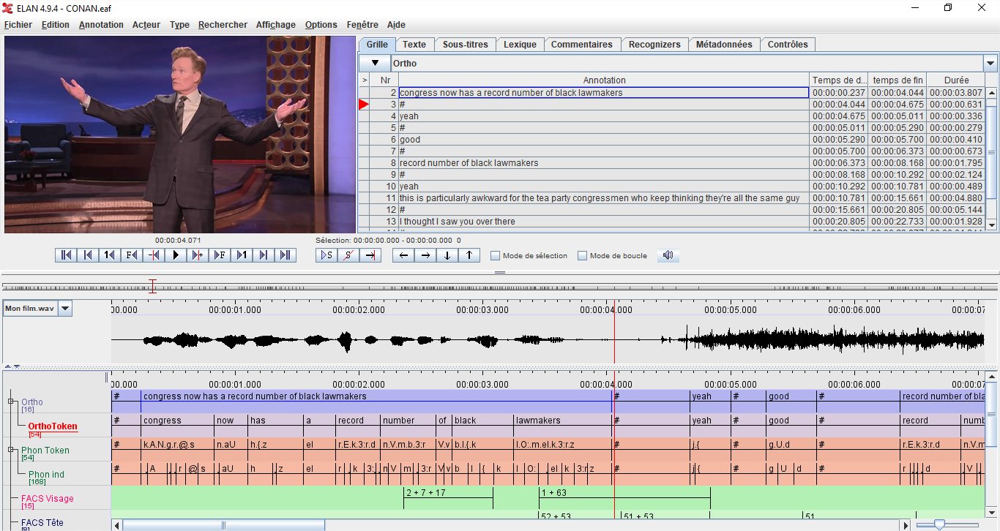 ELAN 4.9.4 - CONAN.eaf
Fichier Edition Annotation Acteur Type Rechercher Affichage Options Fenêtre Aide
Grille Texte Sous-titres Lexique Commentaires Recognizers Métadonnées Contrôles
Ortho
> Nr Annotation Temps de d... temps de fin Durée
2 congress now has a record number of black lawmakers 00:00:00.237 00:00:04.044 00:00:03.807
3 # 00:00:04.044 00:00:04.675 00:00:00.631
4 yeah 00:00:04.675 00:00:05.011 00:00:00.336
5 # 00:00:05.011 00:00:05.290 00:00:00.279
6 good 00:00:05.290 00:00:05.700 00:00:00.410
7 # 00:00:05.700 00:00:06.373 00:00:00.673
8 record number of black lawmakers 00:00:06.373 00:00:08.168 00:00:01.795
9 # 00:00:08.168 00:00:10.292 00:00:02.124
10 yeah 00:00:10.292 00:00:10.781 00:00:00.489
11 this is particularly awkward for the tea party congressmen who keep thinking they're all the same guy 00:00:10.781 00:00:15.661 00:00:04.880
12 # 00:00:15.661 00:00:20.805 00:00:05.144
13 I thought I saw you over there 00:00:20.805 00:00:22.733 00:00:01.928
00:00:04.071
Sélection: 00:00:00.000 - 00:00:00.000 0
Mode de sélection Mode de boucle
Mon film.wav
00.000 00:00:01.000 00:00:02.000 00:00:03.000 00:00:04.000 00:00:05.000 00:00:06.000 00:00:07
00.000 00:00:01.000 00:00:02.000 00:00:03.000 00:00:04.000 00:00:05.000 00:00:06.000 00:00:07
Ortho # congress now has a record number of black lawmakers # yeah # good # record number of bla
[16]
OrthoToken # congress now has a record number of black lawmakers # yeah # good # record numb
[54]
Phon Token # k.A.N.g.r.@.s n.aU h.{.z eI r.E.k.3:r.d n.V.m.b.3:r V.v b.l.{.k l.O:.m.eI.k.3:r.z # j.{ # g.U.d # r.E.k.3:r.d n.V.m
[54]
Phon ind # A r @ s aU h z eI r k 3: n V m 3:r V v b l { k l O: eI k 3:r z # j { # g U d # r d V
[168]
FACS Visage 2 + 7 + 17 1 + 63
[15]
FACS Tête 52 + 53 51 + 53 51
[8]